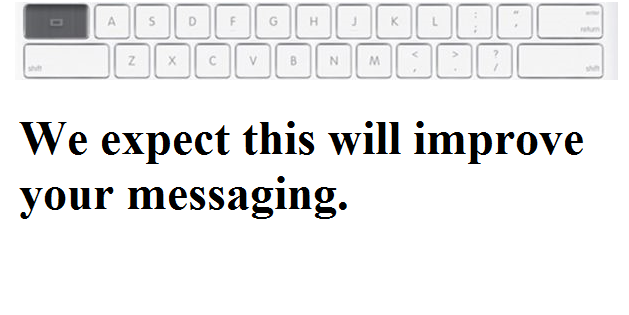 A S D F G H J K L : ; " ' enter return
shift Z X C V B N M < , > . ? / shift
We expect this will improve
your messaging.